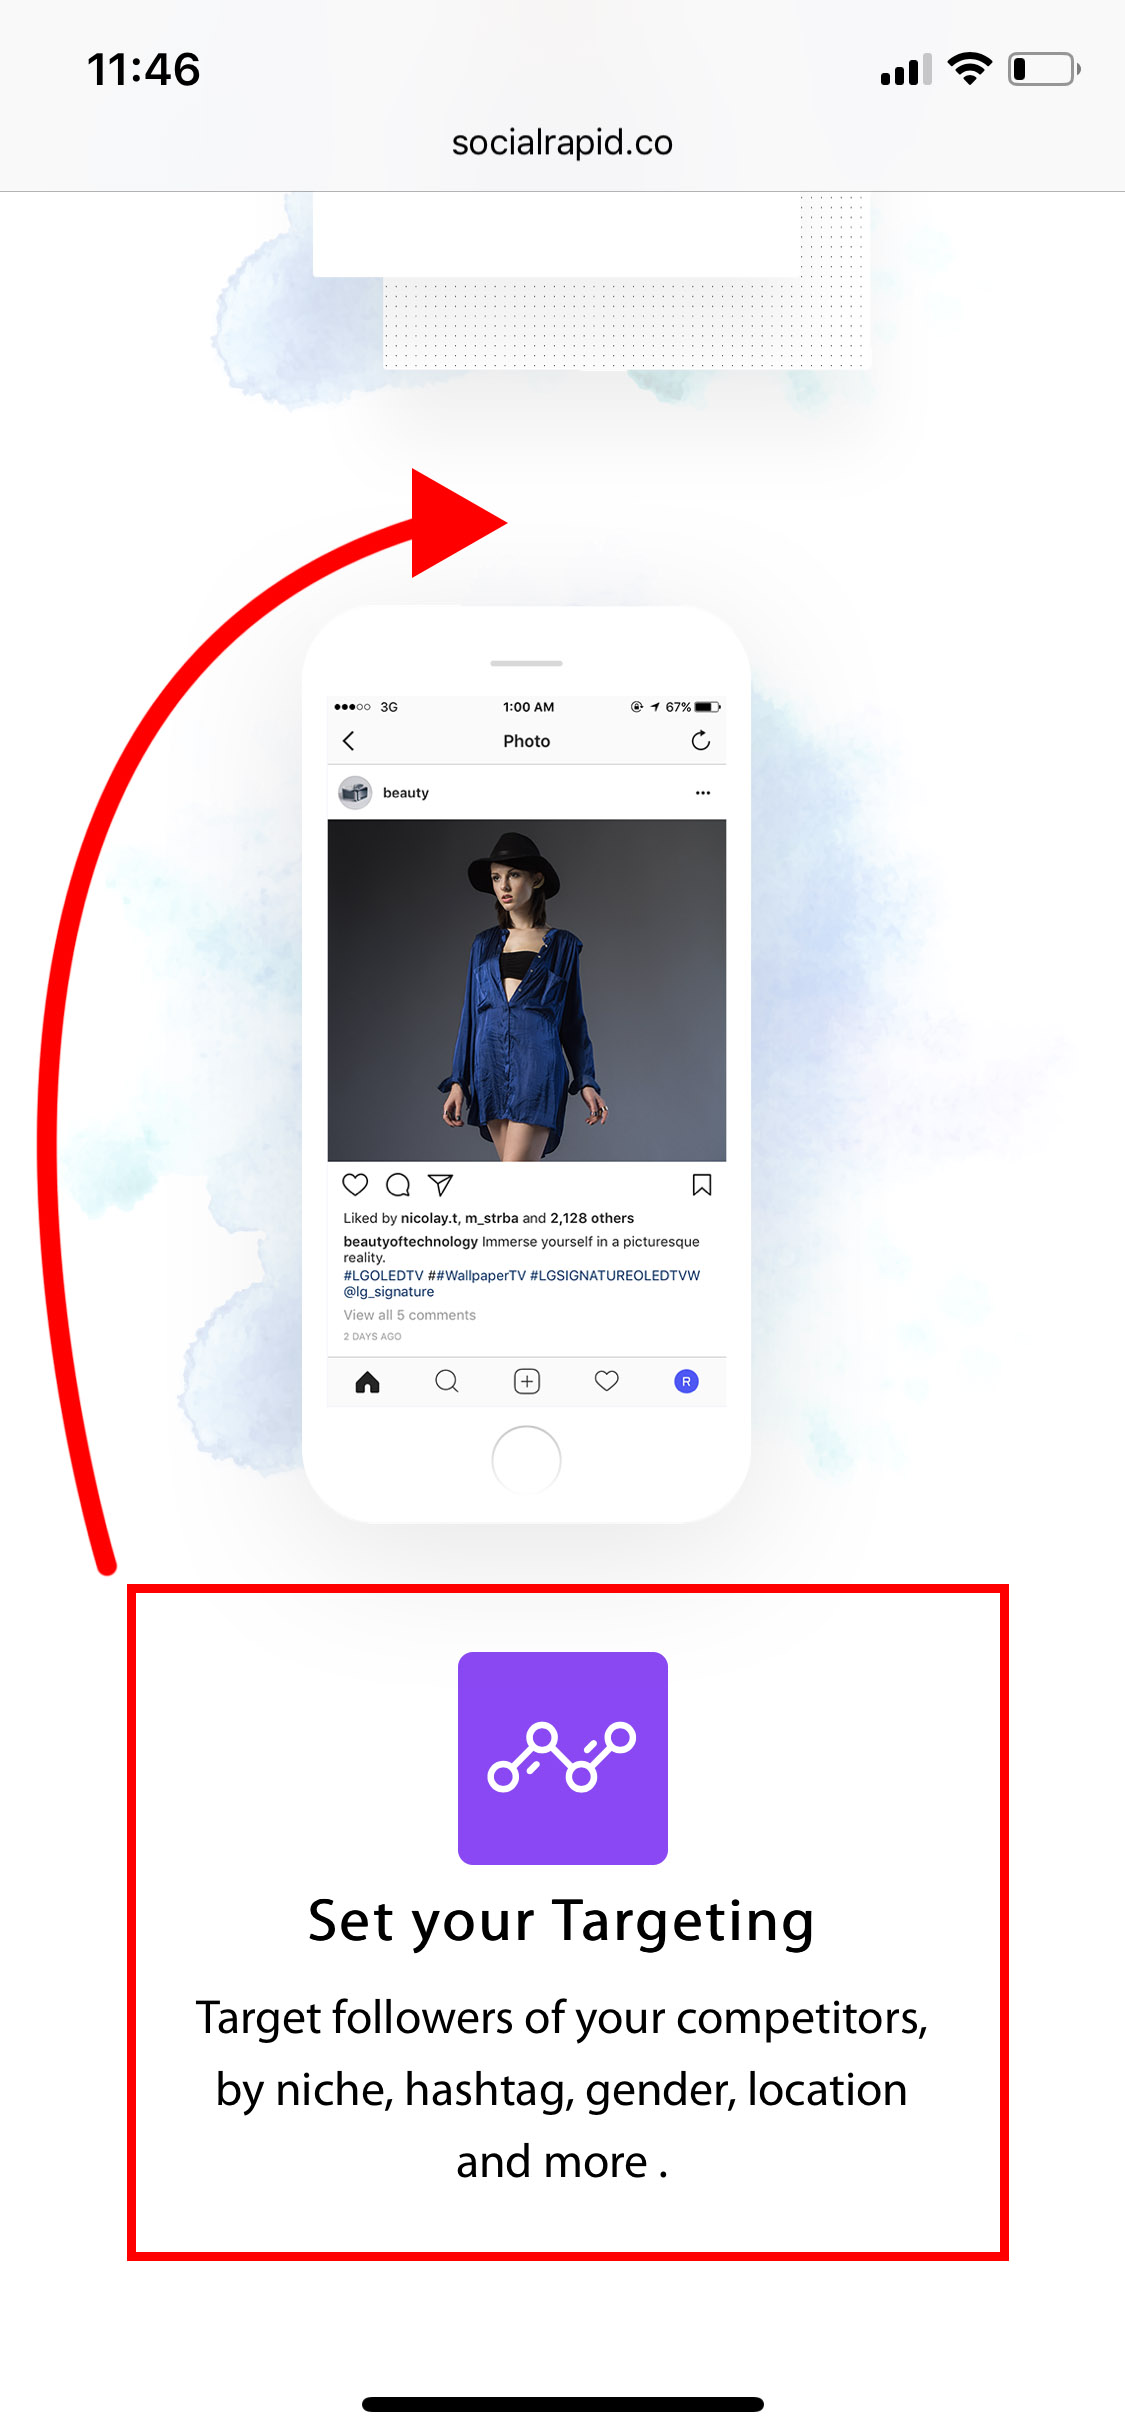 11:46
socialrapid.co
3G 1:00 AM 67%
Photo
beauty
Liked by nicolay.t, m_strba and 2,128 others
beautyoftechnology Immerse yourself in a picturesque
reality.
#LGOLEDTV ##WallpaperTV #LGSIGNATUREOLEDTVW
@lg_signature
View all 5 comments
2 DAYS AGO
R
Set your Targeting
Target followers of your competitors,
by niche, hashtag, gender, location
and more .